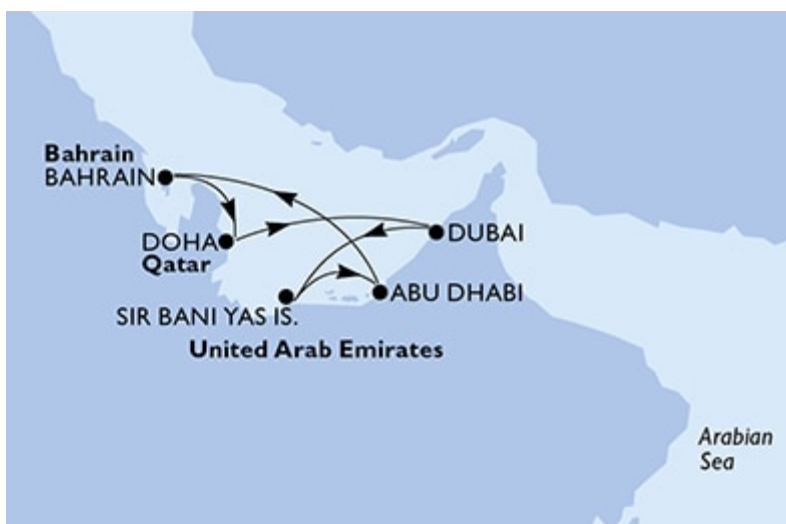 Bahrain
BAHRAIN
DOHA
Qatar
DUBAI
ABU DHABI
SIR BANI YAS IS.
United Arab Emirates
Arabian
Sea